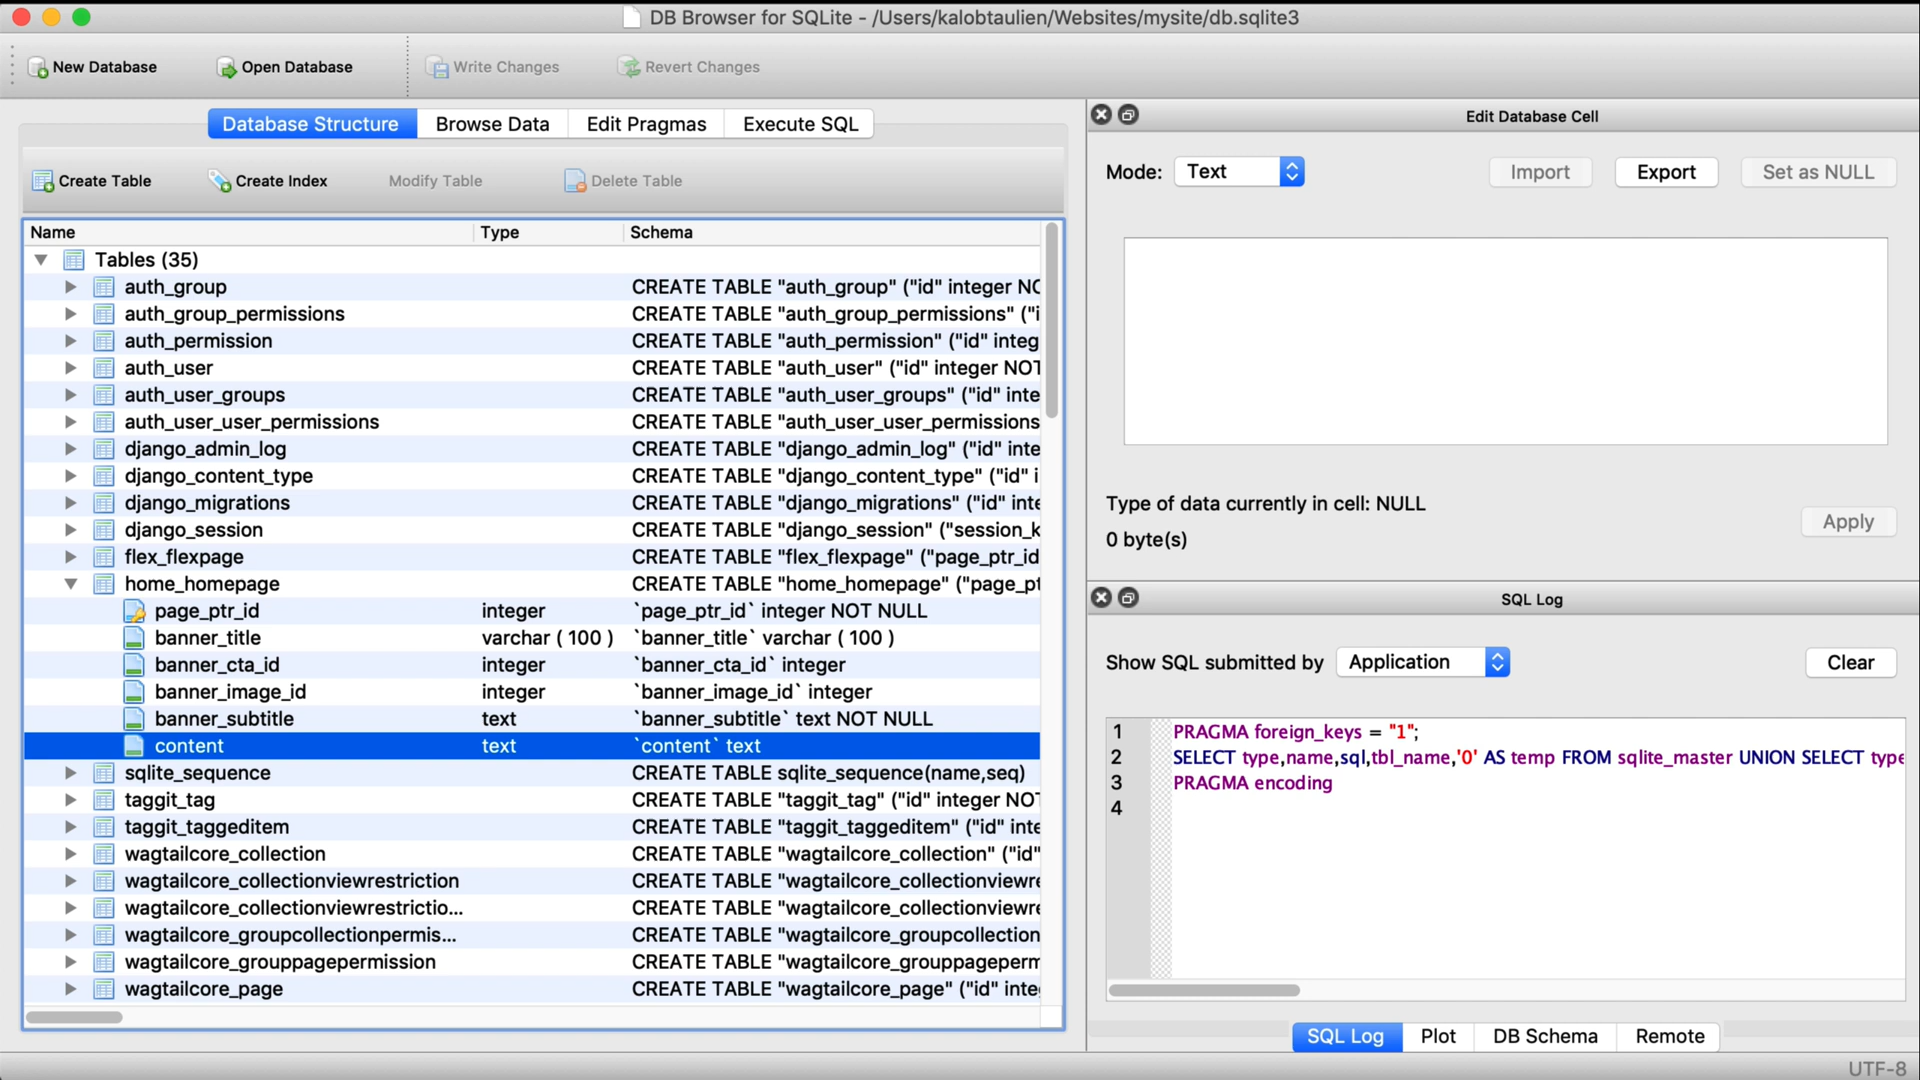 DB Browser for SQLite - /Users/kalobtaulien/Websites/mysite/db.sqlite3
New Database Open Database Write Changes Revert Changes
Database Structure Browse Data Edit Pragmas Execute SQL
Create Table Create Index Modify Table Delete Table
Name Type Schema
Tables (35)
auth_group CREATE TABLE "auth_group" ("id" integer NO
auth_group_permissions CREATE TABLE "auth_group_permissions" ("i
auth_permission CREATE TABLE "auth_permission" ("id" integ
auth_user CREATE TABLE "auth_user" ("id" integer NOT
auth_user_groups CREATE TABLE "auth_user_groups" ("id" inte
auth_user_user_permissions CREATE TABLE "auth_user_user_permissions
django_admin_log CREATE TABLE "django_admin_log" ("id" inte
django_content_type CREATE TABLE "django_content_type" ("id" i
django_migrations CREATE TABLE "django_migrations" ("id" inte
django_session CREATE TABLE "django_session" ("session_k
flex_flexpage CREATE TABLE "flex_flexpage" ("page_ptr_id
home_homepage CREATE TABLE "home_homepage" ("page_pt
page_ptr_id integer `page_ptr_id` integer NOT NULL
banner_title varchar ( 100 ) `banner_title` varchar ( 100 )
banner_cta_id integer `banner_cta_id` integer
banner_image_id integer `banner_image_id` integer
banner_subtitle text `banner_subtitle` text NOT NULL
content text `content` text
sqlite_sequence CREATE TABLE sqlite_sequence(name,seq)
taggit_tag CREATE TABLE "taggit_tag" ("id" integer NOT
taggit_taggeditem CREATE TABLE "taggit_taggeditem" ("id" inte
wagtailcore_collection CREATE TABLE "wagtailcore_collection" ("id"
wagtailcore_collectionviewrestriction CREATE TABLE "wagtailcore_collectionviewre
wagtailcore_collectionviewrestrictio... CREATE TABLE "wagtailcore_collectionviewre
wagtailcore_groupcollectionpermis... CREATE TABLE "wagtailcore_groupcollection
wagtailcore_grouppagepermission CREATE TABLE "wagtailcore_grouppageperm
wagtailcore_page CREATE TABLE "wagtailcore_page" ("id" inte
Edit Database Cell
Mode: Text Import Export Set as NULL
Type of data currently in cell: NULL
0 byte(s)
Apply
SQL Log
Show SQL submitted by Application Clear
1 PRAGMA foreign_keys = "1";
2 SELECT type,name,sql,tbl_name,'0' AS temp FROM sqlite_master UNION SELECT type
3 PRAGMA encoding
4
SQL Log Plot DB Schema Remote
UTF-8